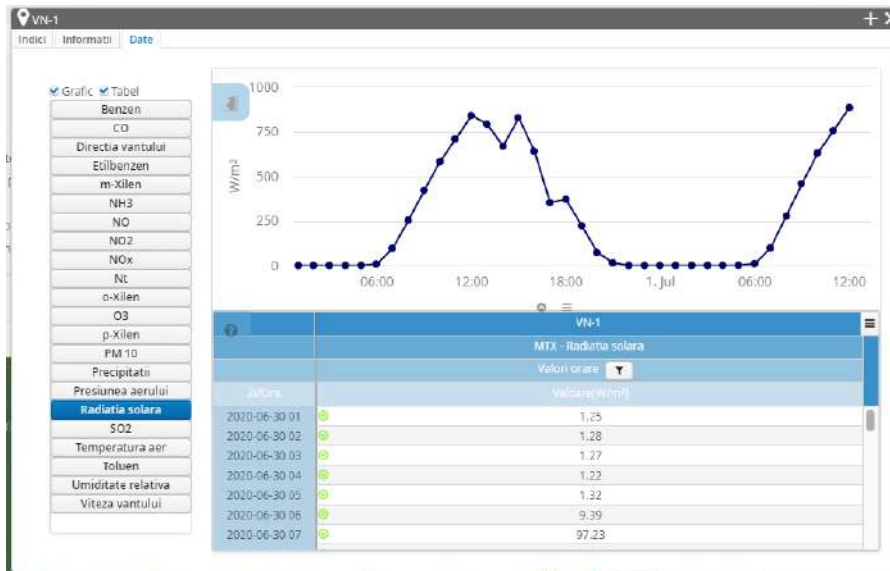 VN-1
Indici Informatii Date
Grafic Tabel
Benzen
CO
Directia vantului
Etilbenzen
m-Xilen
NH3
NO
NO2
NOx
Nt
o-Xilen
O3
p-Xilen
PM 10
Precipitatii
Presiunea aerului
Radiatia solara
SO2
Temperatura aer
Toluen
Umiditate relativa
Viteza vantului
1000
750
500
250
0
W/m²
06:00 12:00 18:00 1. Jul 06:00 12:00
VN-1
MTX - Radiatia solara
Valori orare
Zi/Ora Valoare[W/m²]
2020-06-30 01 1.25
2020-06-30 02 1.28
2020-06-30 03 1.27
2020-06-30 04 1.22
2020-06-30 05 1.32
2020-06-30 06 9.39
2020-06-30 07 97.23